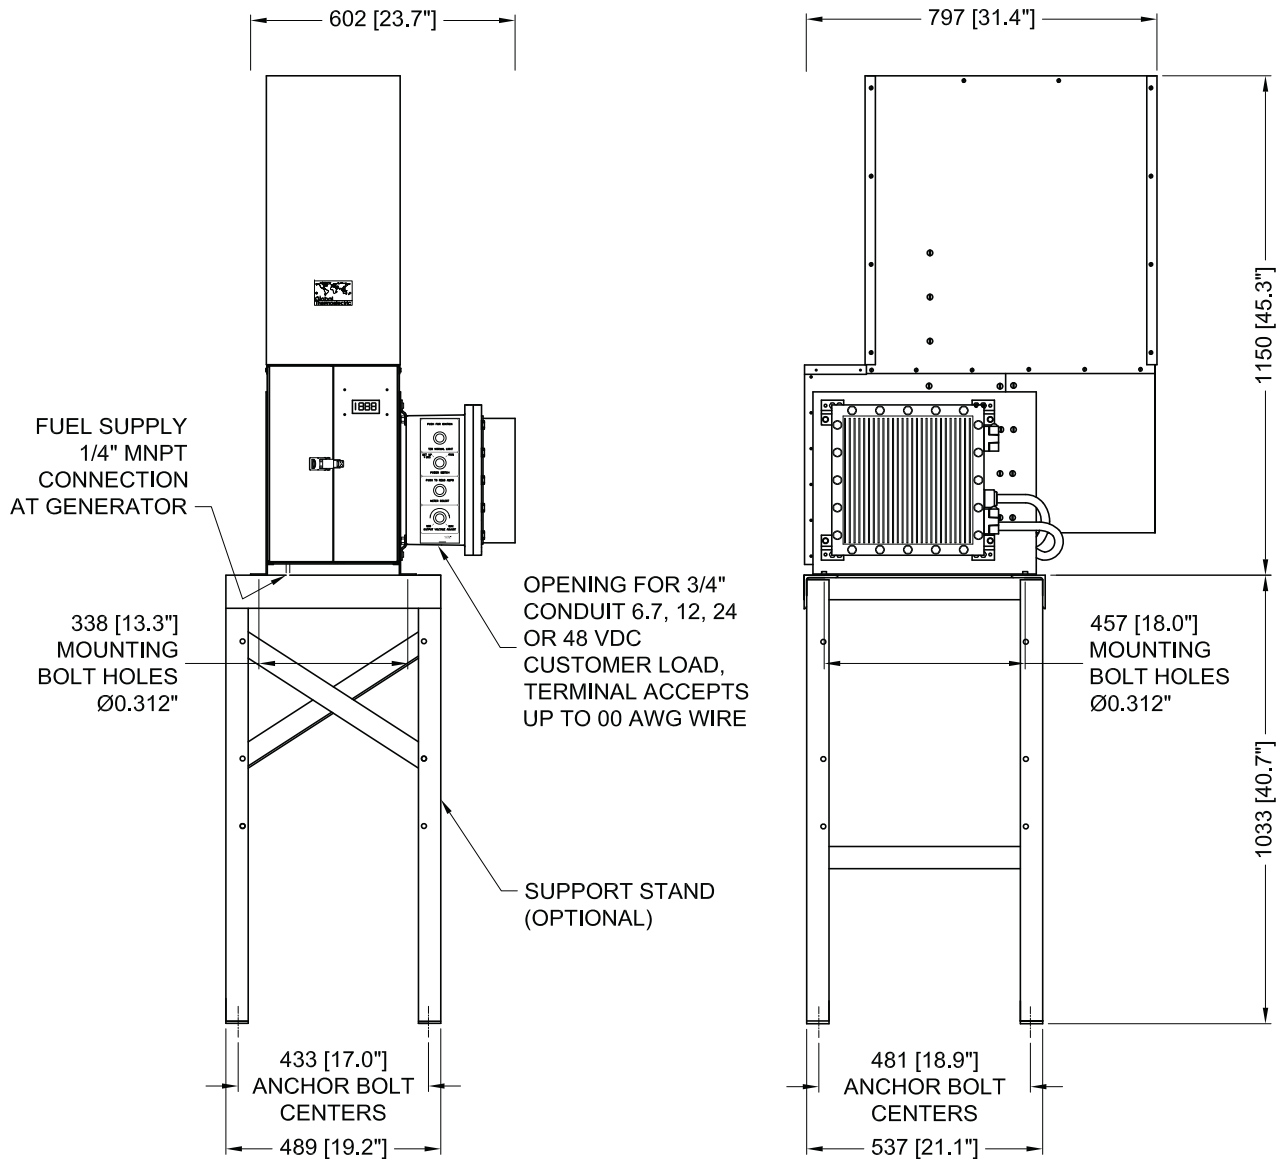 602 [23.7"]
797 [31.4"]
1150 [45.3"]
Global
Thermoelectric
1888
FUEL SUPPLY
1/4" MNPT
CONNECTION
AT GENERATOR
OPENING FOR 3/4"
CONDUIT 6.7, 12, 24
OR 48 VDC
CUSTOMER LOAD,
TERMINAL ACCEPTS
UP TO 00 AWG WIRE
338 [13.3"]
MOUNTING
BOLT HOLES
Ø0.312"
457 [18.0"]
MOUNTING
BOLT HOLES
Ø0.312"
1033 [40.7"]
SUPPORT STAND
(OPTIONAL)
433 [17.0"]
ANCHOR BOLT
CENTERS
489 [19.2"]
481 [18.9"]
ANCHOR BOLT
CENTERS
537 [21.1"]